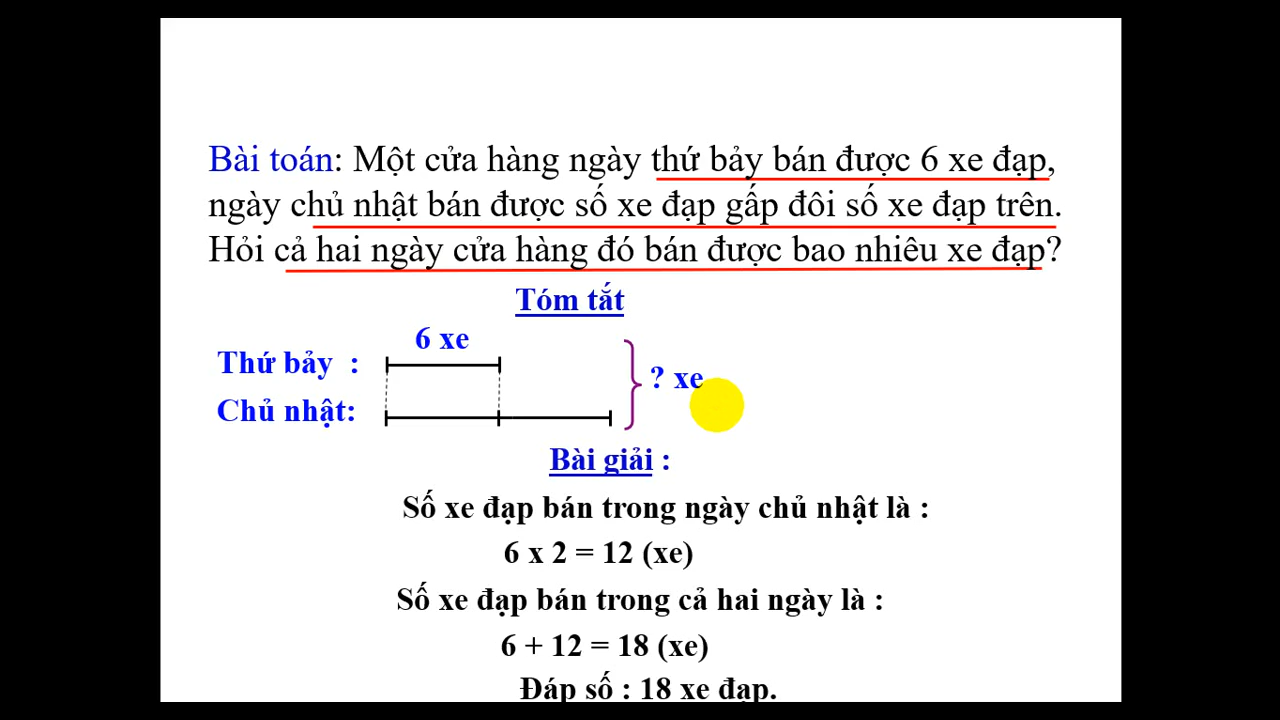 Bài toán: Một cửa hàng ngày thứ bảy bán được 6 xe đạp,
ngày chủ nhật bán được số xe đạp gấp đôi số xe đạp trên.
Hỏi cả hai ngày cửa hàng đó bán được bao nhiêu xe đạp?
Tóm tắt
6 xe
Thứ bảy :
? xe
Chủ nhật:
Bài giải :
Số xe đạp bán trong ngày chủ nhật là :
6 x 2 = 12 (xe)
Số xe đạp bán trong cả hai ngày là :
6 + 12 = 18 (xe)
Đáp số : 18 xe đạp.